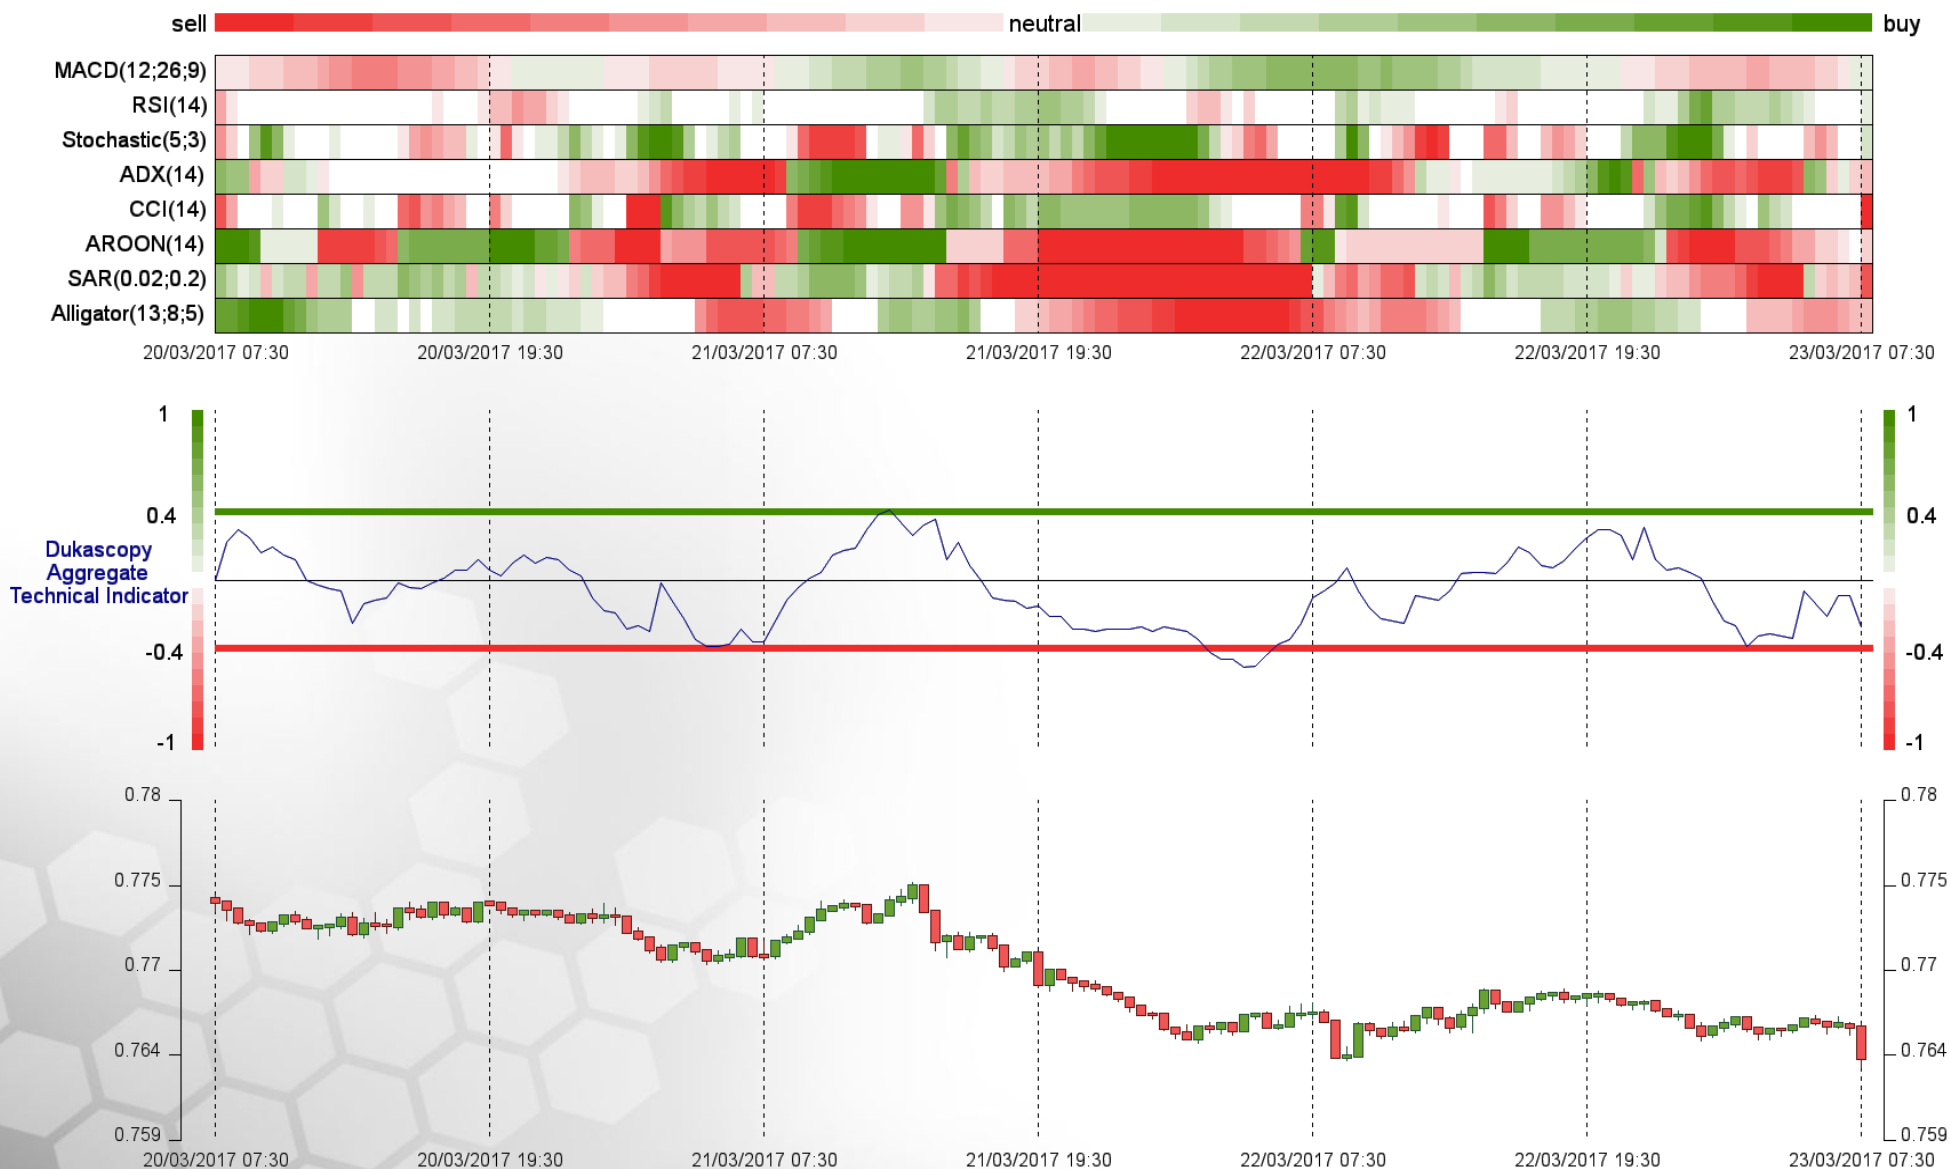 sell neutral buy
MACD(12;26;9)
RSI(14)
Stochastic(5;3)
ADX(14)
CCI(14)
AROON(14)
SAR(0.02;0.2)
Alligator(13;8;5)
20/03/2017 07:30 20/03/2017 19:30 21/03/2017 07:30 21/03/2017 19:30 22/03/2017 07:30 22/03/2017 19:30 23/03/2017 07:30
1 1
0.4 0.4
Dukascopy
Aggregate
Technical Indicator
-0.4 -0.4
-1 -1
0.78 0.78
0.775 0.775
0.77 0.77
0.764 0.764
0.759 0.759
20/03/2017 07:30 20/03/2017 19:30 21/03/2017 07:30 21/03/2017 19:30 22/03/2017 07:30 22/03/2017 19:30 23/03/2017 07:30